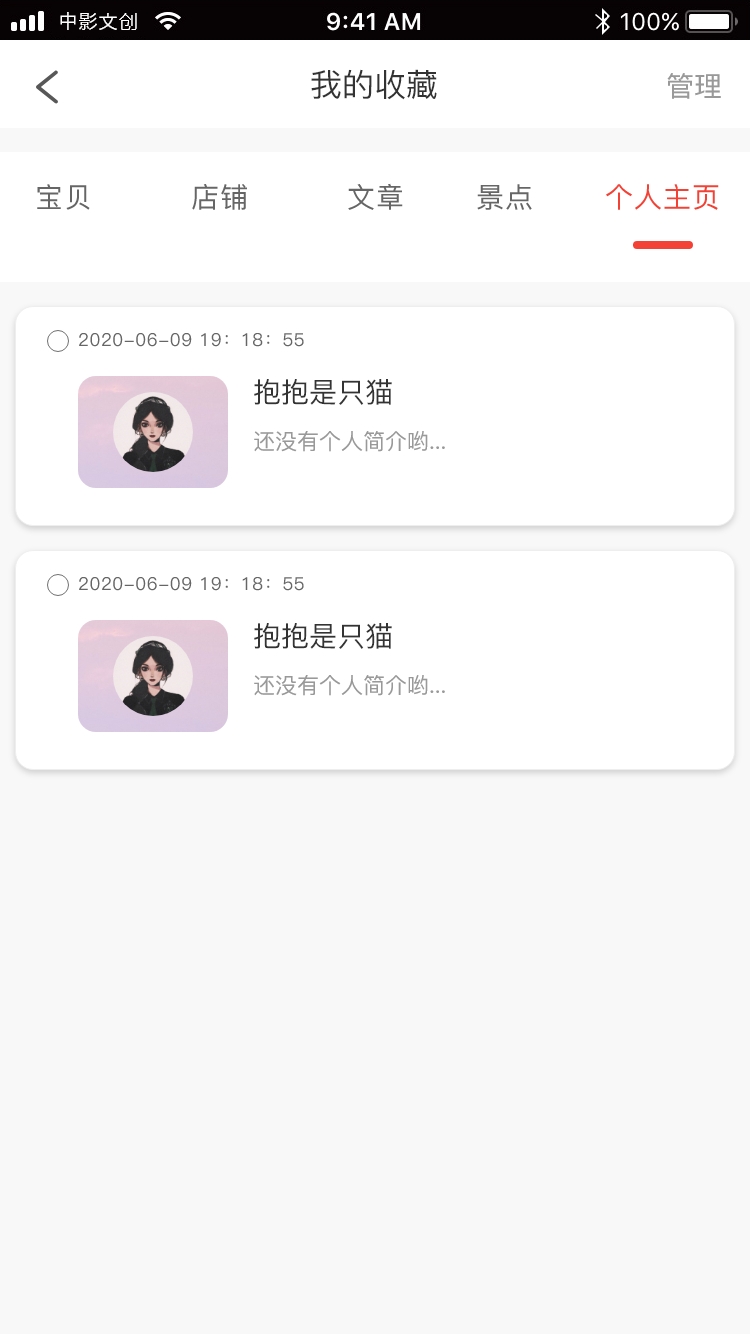 中影文创 9:41 AM 100%
我的收藏 管理
宝贝 店铺 文章 景点 个人主页
2020-06-09 19：18：55
抱抱是只猫
还没有个人简介哟...
2020-06-09 19：18：55
抱抱是只猫
还没有个人简介哟...